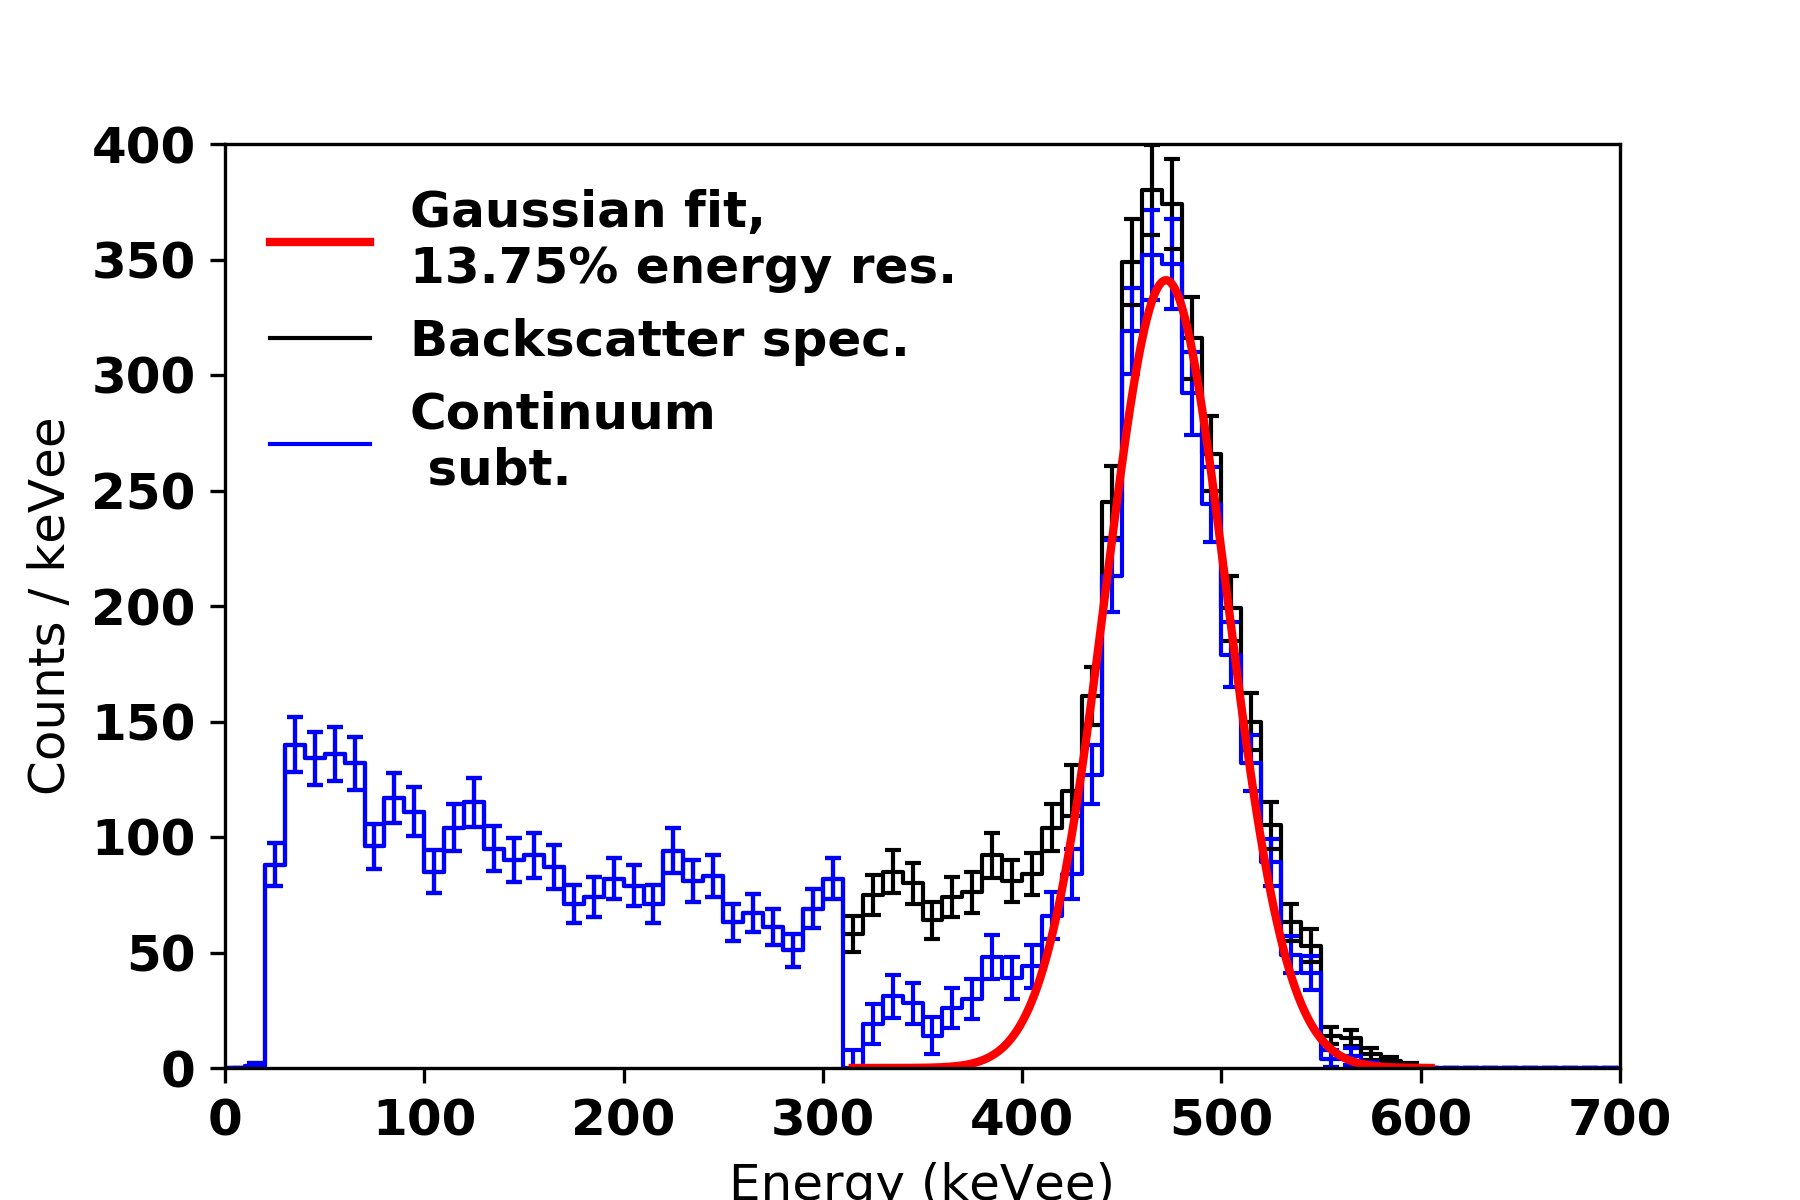 400
350
300
250
200
150
100
50
0
Counts / keVee
Gaussian fit,
13.75% energy res.
Backscatter spec.
Continuum
subt.
0 100 200 300 400 500 600 700
Energy (keVee)